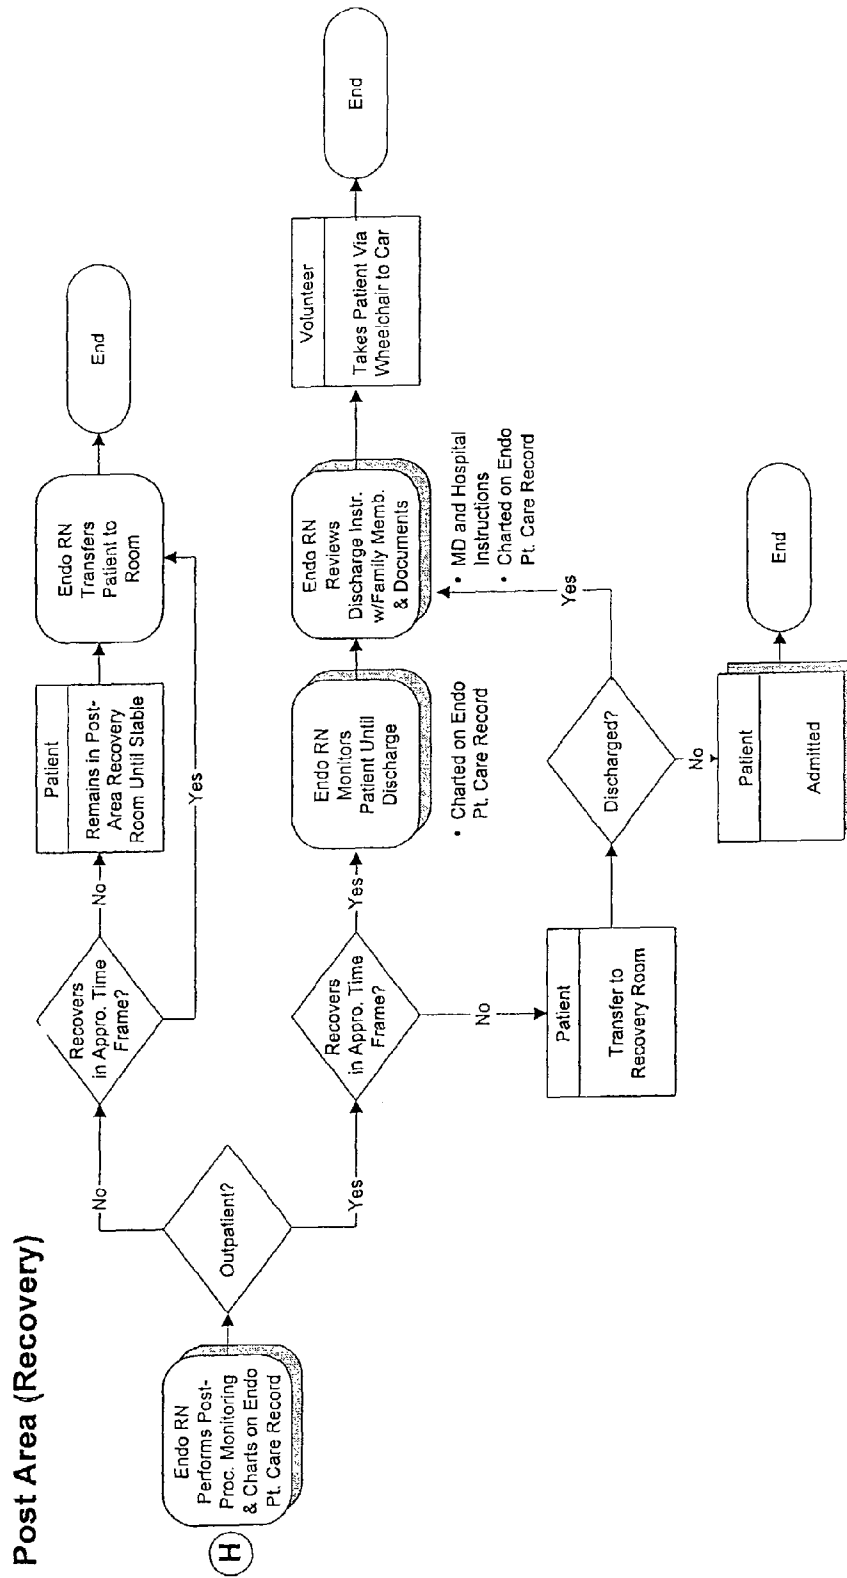 Post Area (Recovery)
H
Endo RN
Performs Post-
Proc. Monitoring
& Charts on Endo
Pt. Care Record
Outpatient?
No
Recovers
in Appro. Time
Frame?
No
Patient
Remains in Post-
Area Recovery
Room Until Stable
Yes
Endo RN
Transfers
Patient to
Room
End
Yes
Recovers
in Appro. Time
Frame?
Yes
Endo RN
Monitors
Patient Until
Discharge
• Charted on Endo
Pt. Care Record
Endo RN
Reviews
Discharge Instr.
w/Family Memb.
& Documents
• MD and Hospital
Instructions
• Charted on Endo
Pt. Care Record
Volunteer
Takes Patient Via
Wheelchair to Car
End
No
Patient
Transfer to
Recovery Room
Discharged?
Yes
No
Patient
Admitted
End